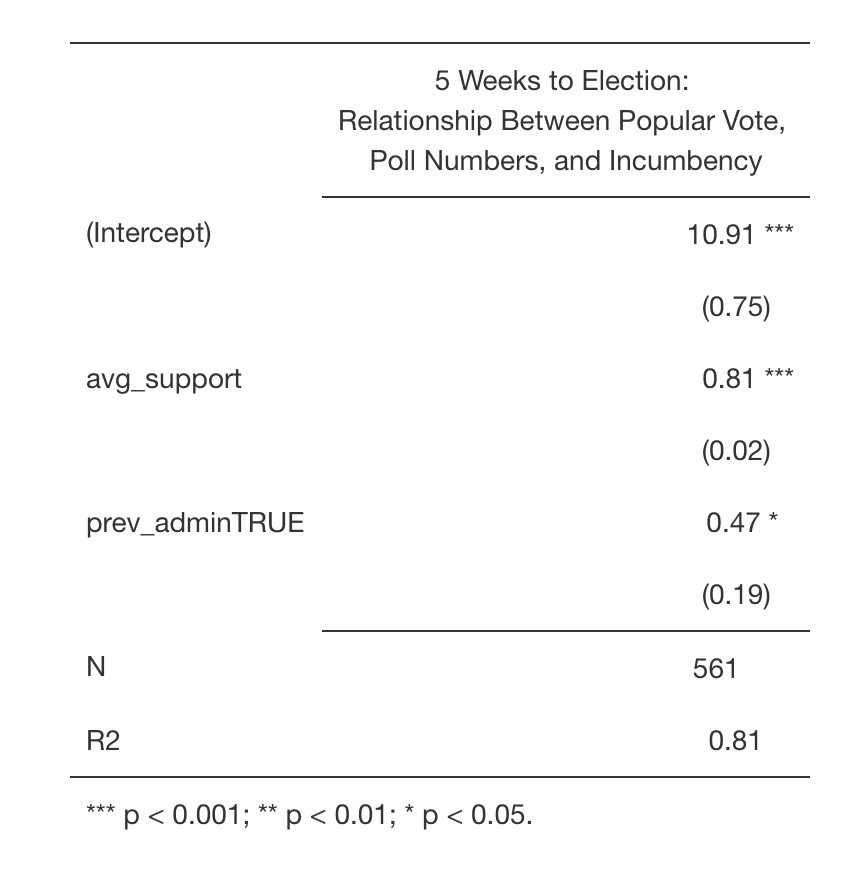 5 Weeks to Election:
Relationship Between Popular Vote,
Poll Numbers, and Incumbency
(Intercept) 10.91 ***
(0.75)
avg_support 0.81 ***
(0.02)
prev_adminTRUE 0.47 *
(0.19)
N 561
R2 0.81
*** p < 0.001; ** p < 0.01; * p < 0.05.